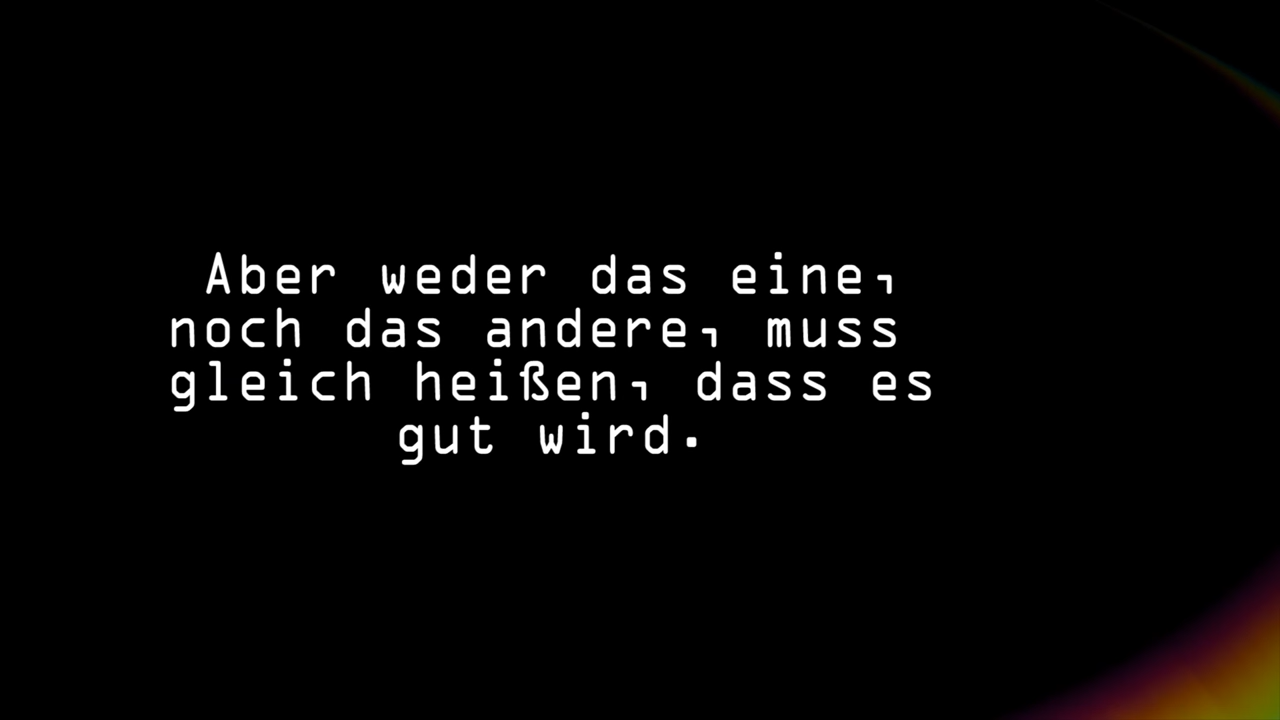 Aber weder das eine,
noch das andere, muss
gleich heißen, dass es
gut wird.